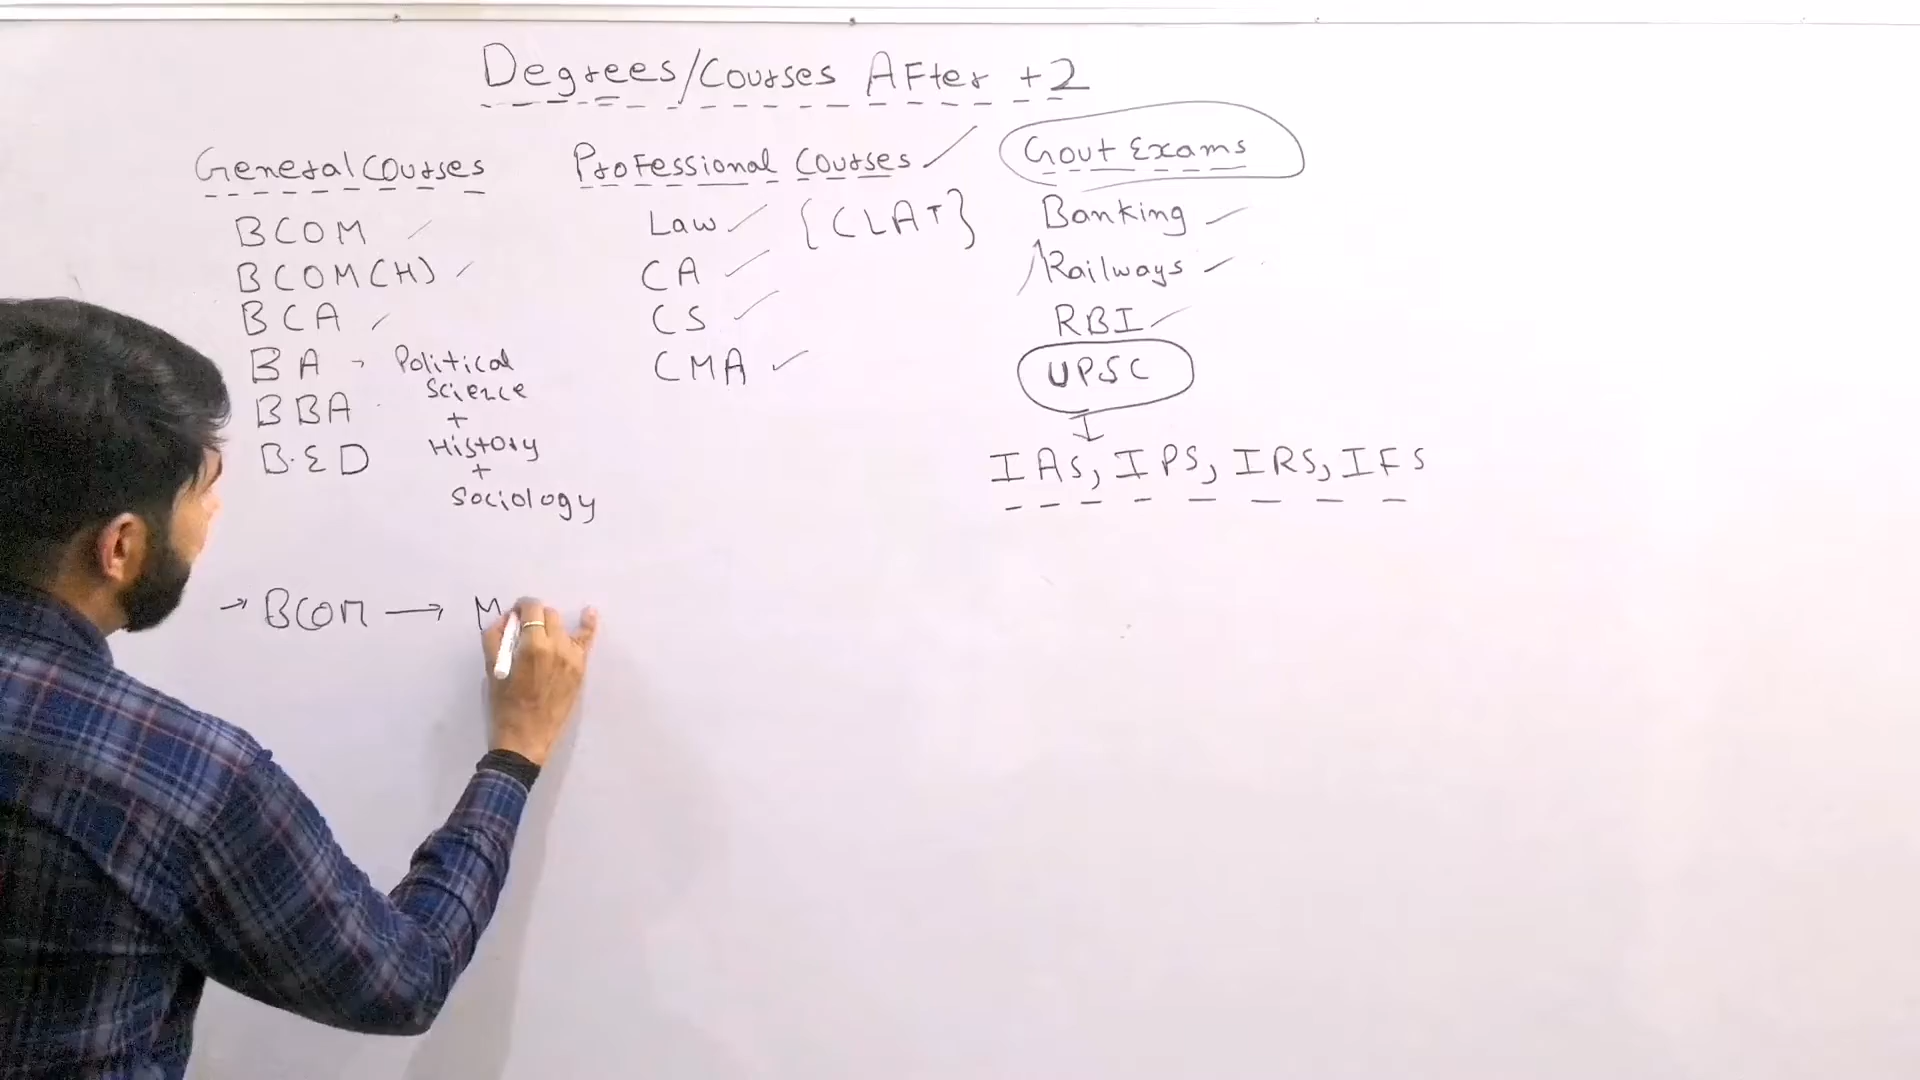 Degrees/Courses After +2
General Courses
BCOM
BCOM(H)
BCA
BA → Political
Science
+
History
+
Sociology
BBA
B.ED
Professional Courses
Law {CLAT}
CA
CS
CMA
Govt Exams
Banking
Railways
RBI
UPSC
IAS, IPS, IRS, IFS
→ BCOM → M